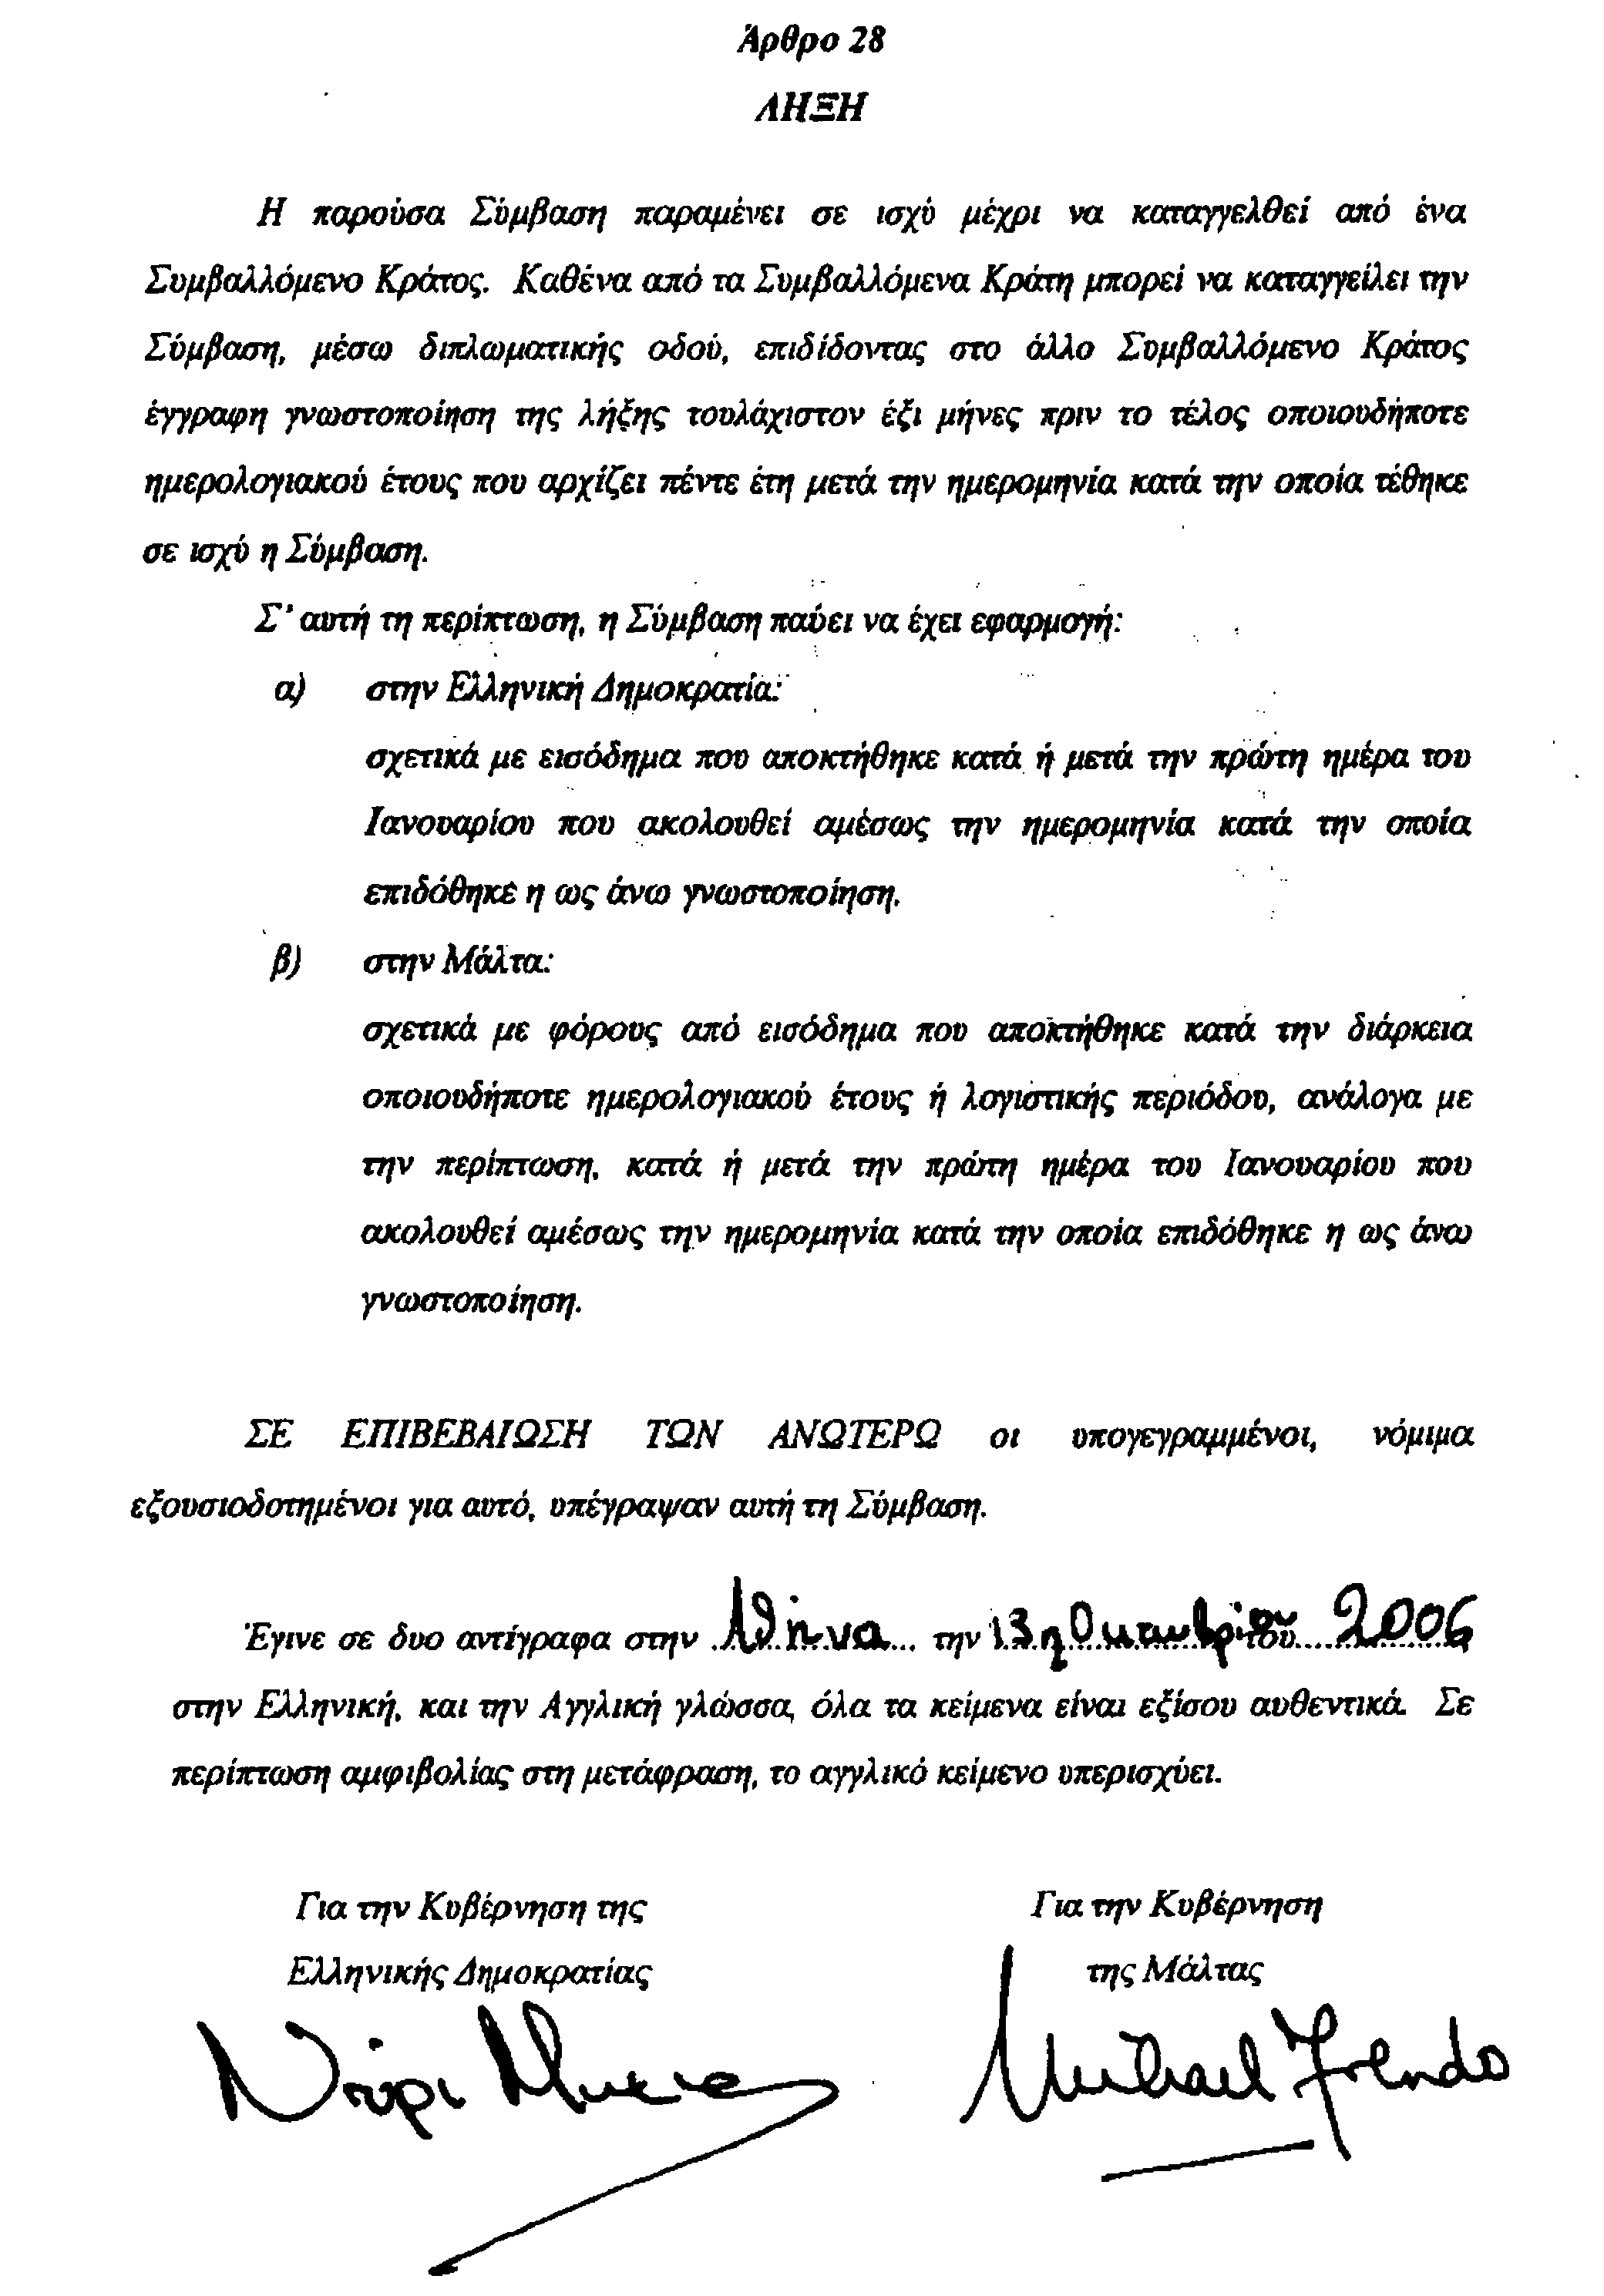 Άρθρο 28
ΛΗΞΗ
Η παρούσα Σύμβαση παραμένει σε ισχύ μέχρι να καταγγελθεί από ένα
Συμβαλλόμενο Κράτος. Καθένα από τα Συμβαλλόμενα Κράτη μπορεί να καταγγείλει την
Σύμβαση, μέσω διπλωματικής οδού, επιδίδοντας στο άλλο Συμβαλλόμενο Κράτος
έγγραφη γνωστοποίηση της λήξης τουλάχιστον έξι μήνες πριν το τέλος οποιουδήποτε
ημερολογιακού έτους που αρχίζει πέντε έτη μετά την ημερομηνία κατά την οποία τέθηκε
σε ισχύ η Σύμβαση.
Σ' αυτή τη περίπτωση, η Σύμβαση παύει να έχει εφαρμογή:
α) στην Ελληνική Δημοκρατία:
σχετικά με εισόδημα που αποκτήθηκε κατά ή μετά την πρώτη ημέρα του
Ιανουαρίου που ακολουθεί αμέσως την ημερομηνία κατά την οποία
επιδόθηκε η ως άνω γνωστοποίηση.
β) στην Μάλτα:
σχετικά με φόρους από εισόδημα που αποκτήθηκε κατά την διάρκεια
οποιουδήποτε ημερολογιακού έτους ή λογιστικής περιόδου, ανάλογα με
την περίπτωση, κατά ή μετά την πρώτη ημέρα του Ιανουαρίου που
ακολουθεί αμέσως την ημερομηνία κατά την οποία επιδόθηκε η ως άνω
γνωστοποίηση.
ΣΕ ΕΠΙΒΕΒΑΙΩΣΗ ΤΩΝ ΑΝΩΤΕΡΩ οι υπογεγραμμένοι, νόμιμα
εξουσιοδοτημένοι για αυτό, υπέγραψαν αυτή τη Σύμβαση.
Έγινε σε δυο αντίγραφα στην Αθήνα την 13η Οκτωβρίου του 2006
στην Ελληνική, και την Αγγλική γλώσσα, όλα τα κείμενα είναι εξίσου αυθεντικά. Σε
περίπτωση αμφιβολίας στη μετάφραση, το αγγλικό κείμενο υπερισχύει.
Για την Κυβέρνηση της
Ελληνικής Δημοκρατίας
Για την Κυβέρνηση
της Μάλτας
Michael Frendo